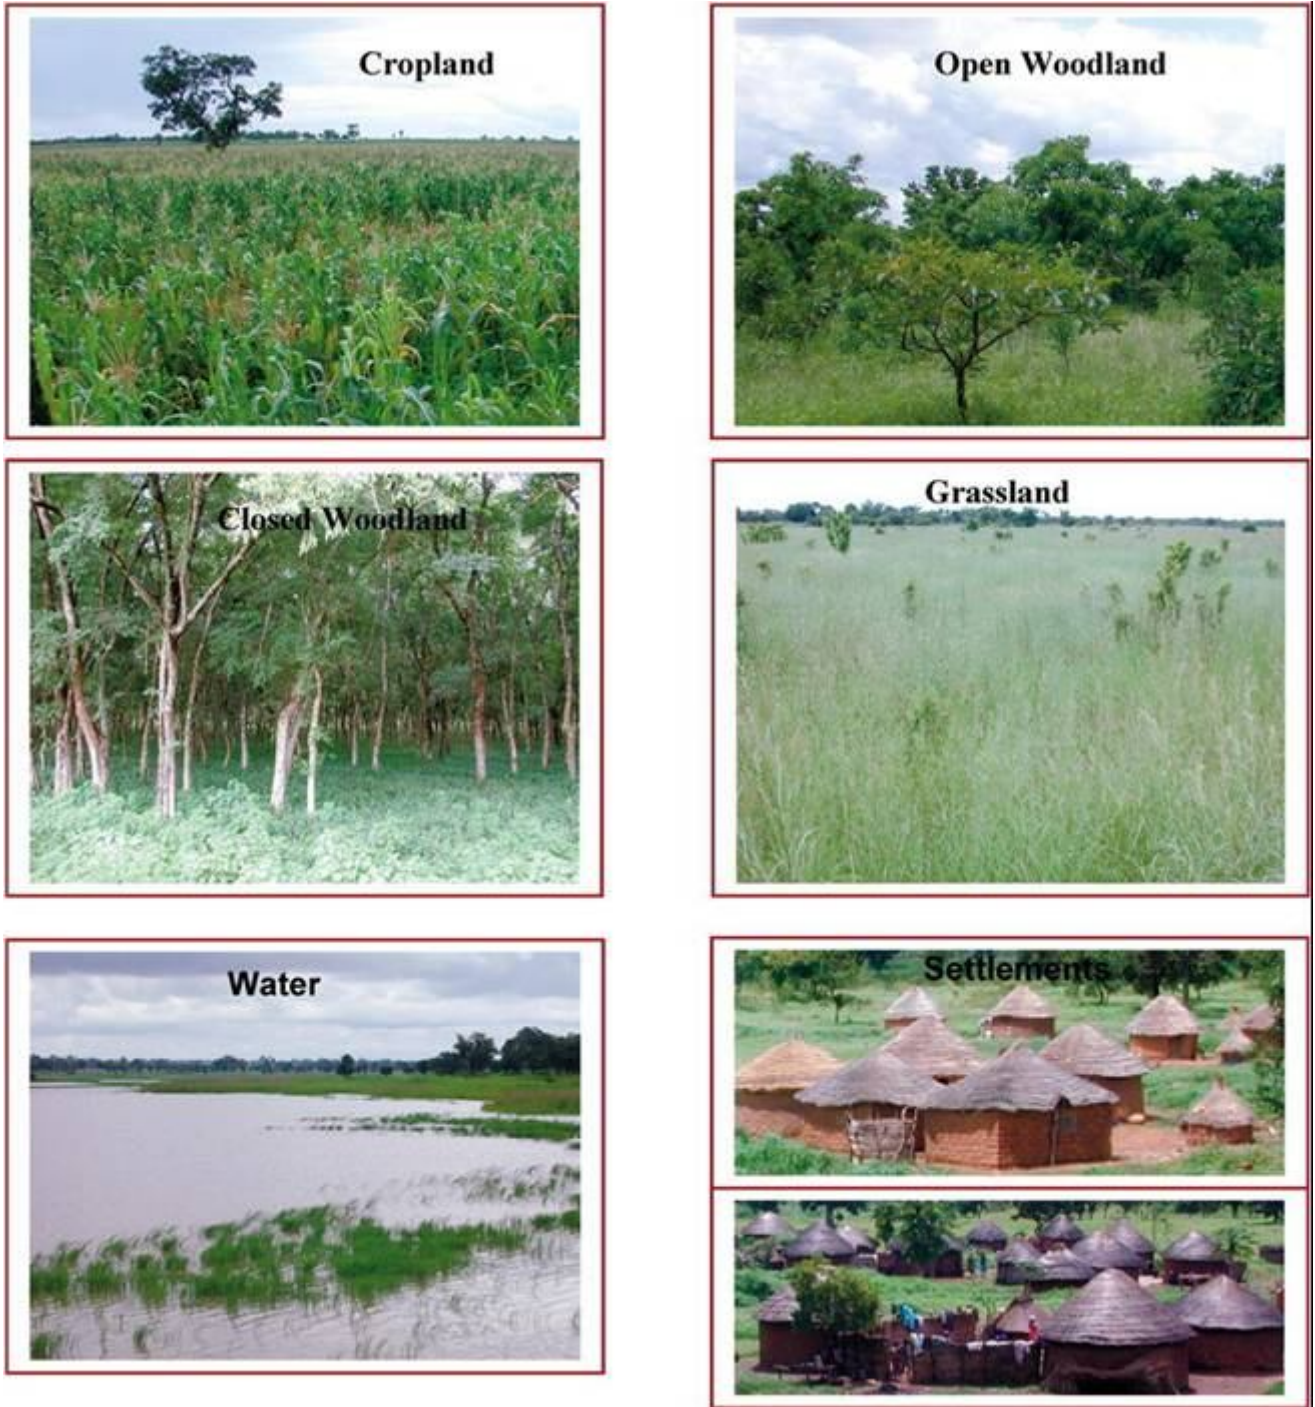 Cropland
Open Woodland
Closed Woodland
Grassland
Water
Settlements